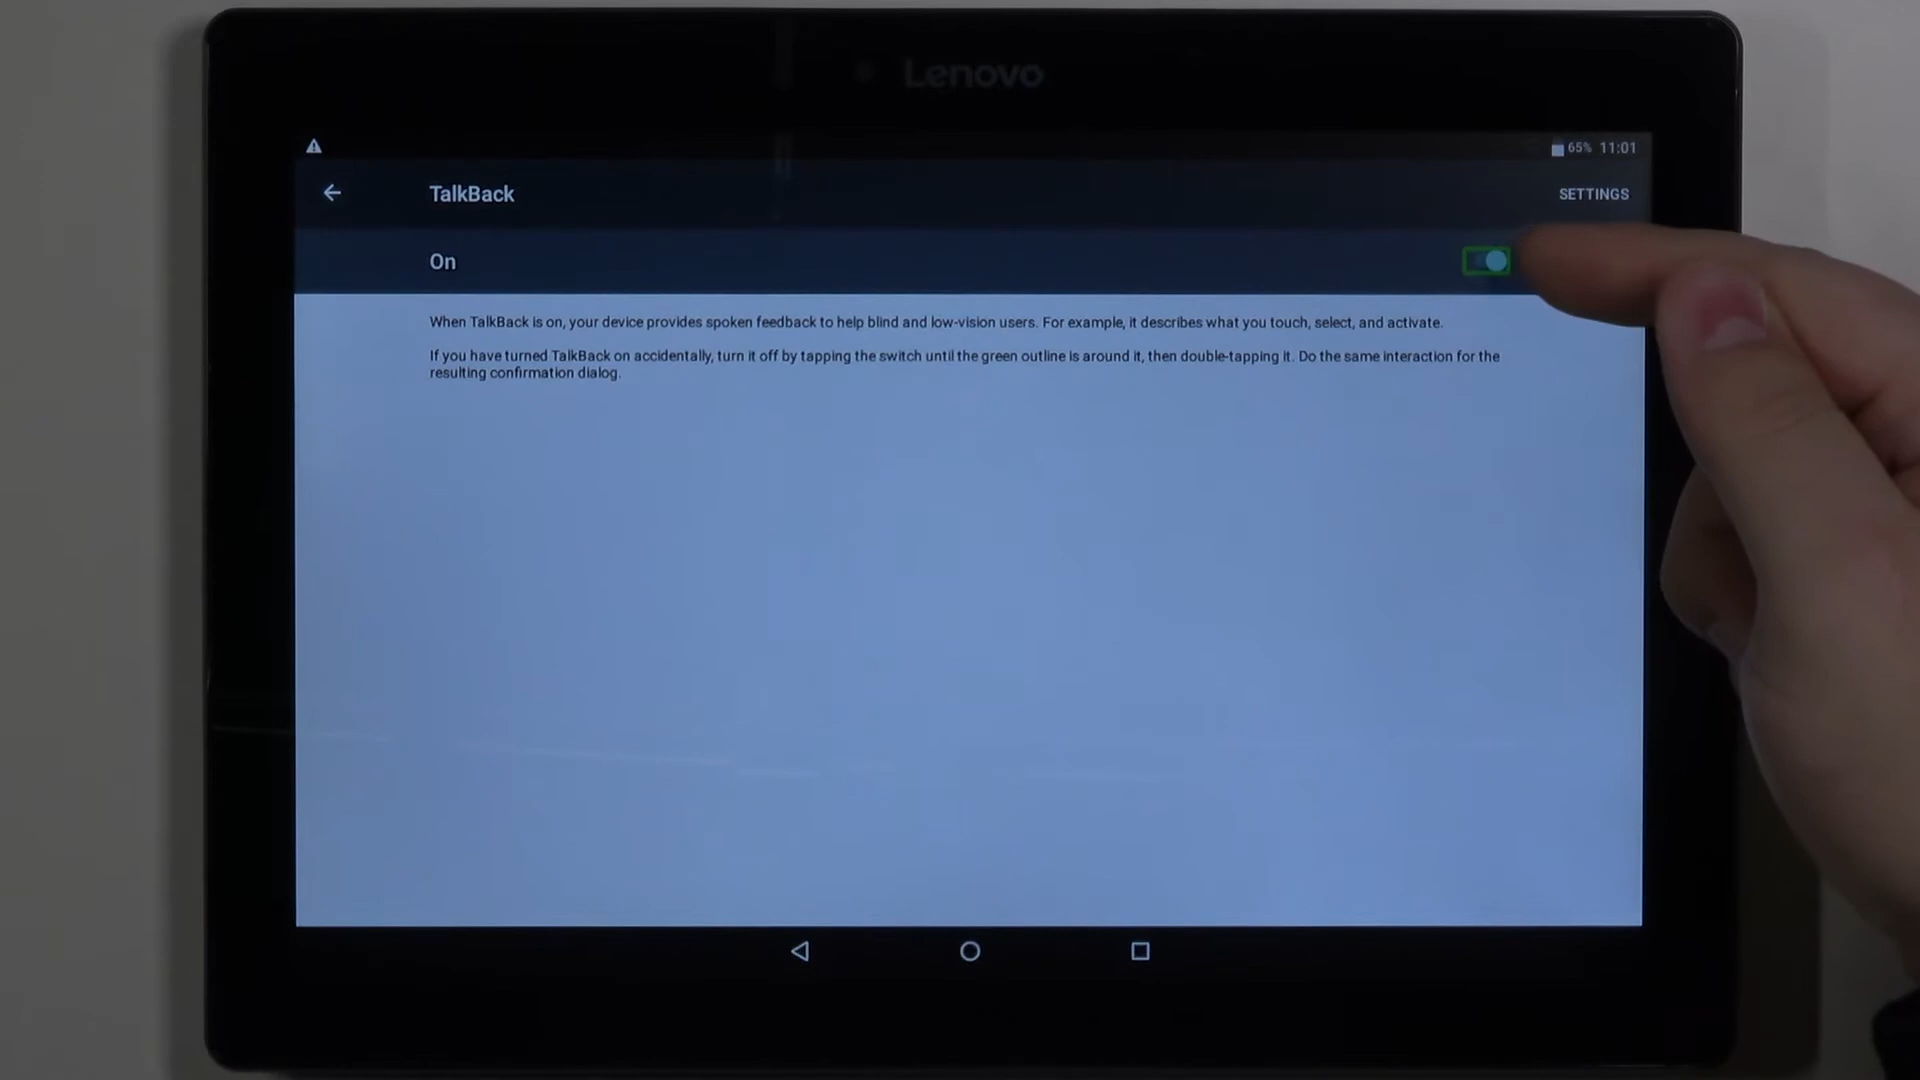 Lenovo
65% 11:01
TalkBack
SETTINGS
On
When TalkBack is on, your device provides spoken feedback to help blind and low-vision users. For example, it describes what you touch, select, and activate.
If you have turned TalkBack on accidentally, turn it off by tapping the switch until the green outline is around it, then double-tapping it. Do the same interaction for the
resulting confirmation dialog.